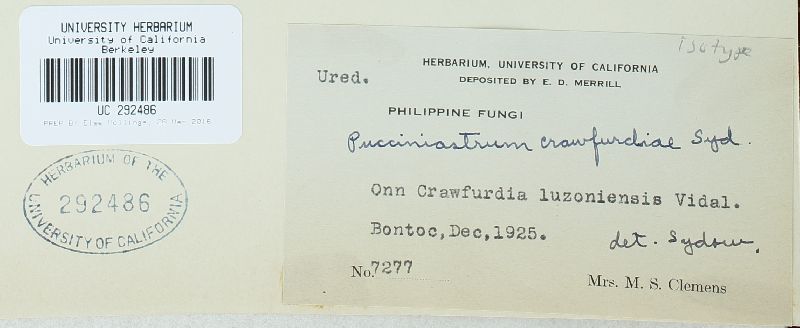 UNIVERSITY HERBARIUM
University of California
Berkeley
UC 292486
HERBARIUM OF THE
292486
UNIVERSITY OF CALIFORNIA
isotype
Ured.
HERBARIUM, UNIVERSITY OF CALIFORNIA
DEPOSITED BY E. D. MERRILL
PHILIPPINE FUNGI
Pucciniastrum crawfurdiae Syd.
Onn Crawfurdia luzoniensis Vidal.
Bontoc, Dec, 1925.
det. Sydow.
No. 7277
Mrs. M. S. Clemens